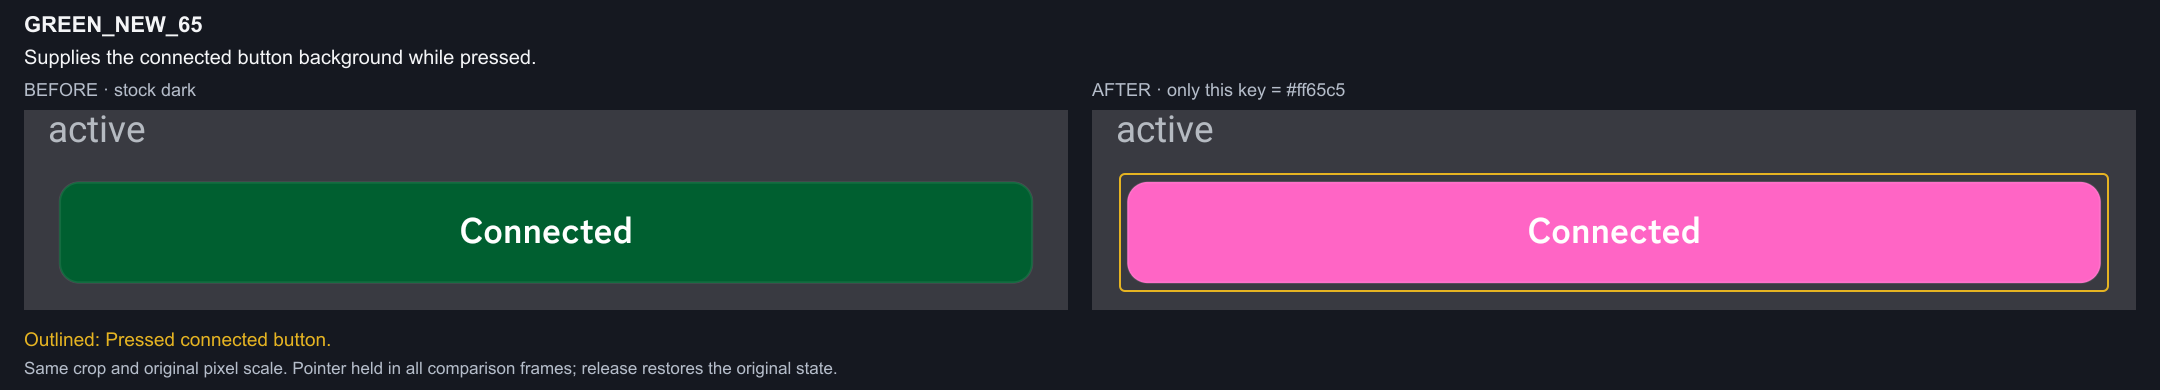 GREEN_NEW_65
Supplies the connected button background while pressed.
BEFORE · stock dark
AFTER · only this key = #ff65c5
active
active
Connected
Connected
Outlined: Pressed connected button.
Same crop and original pixel scale. Pointer held in all comparison frames; release restores the original state.